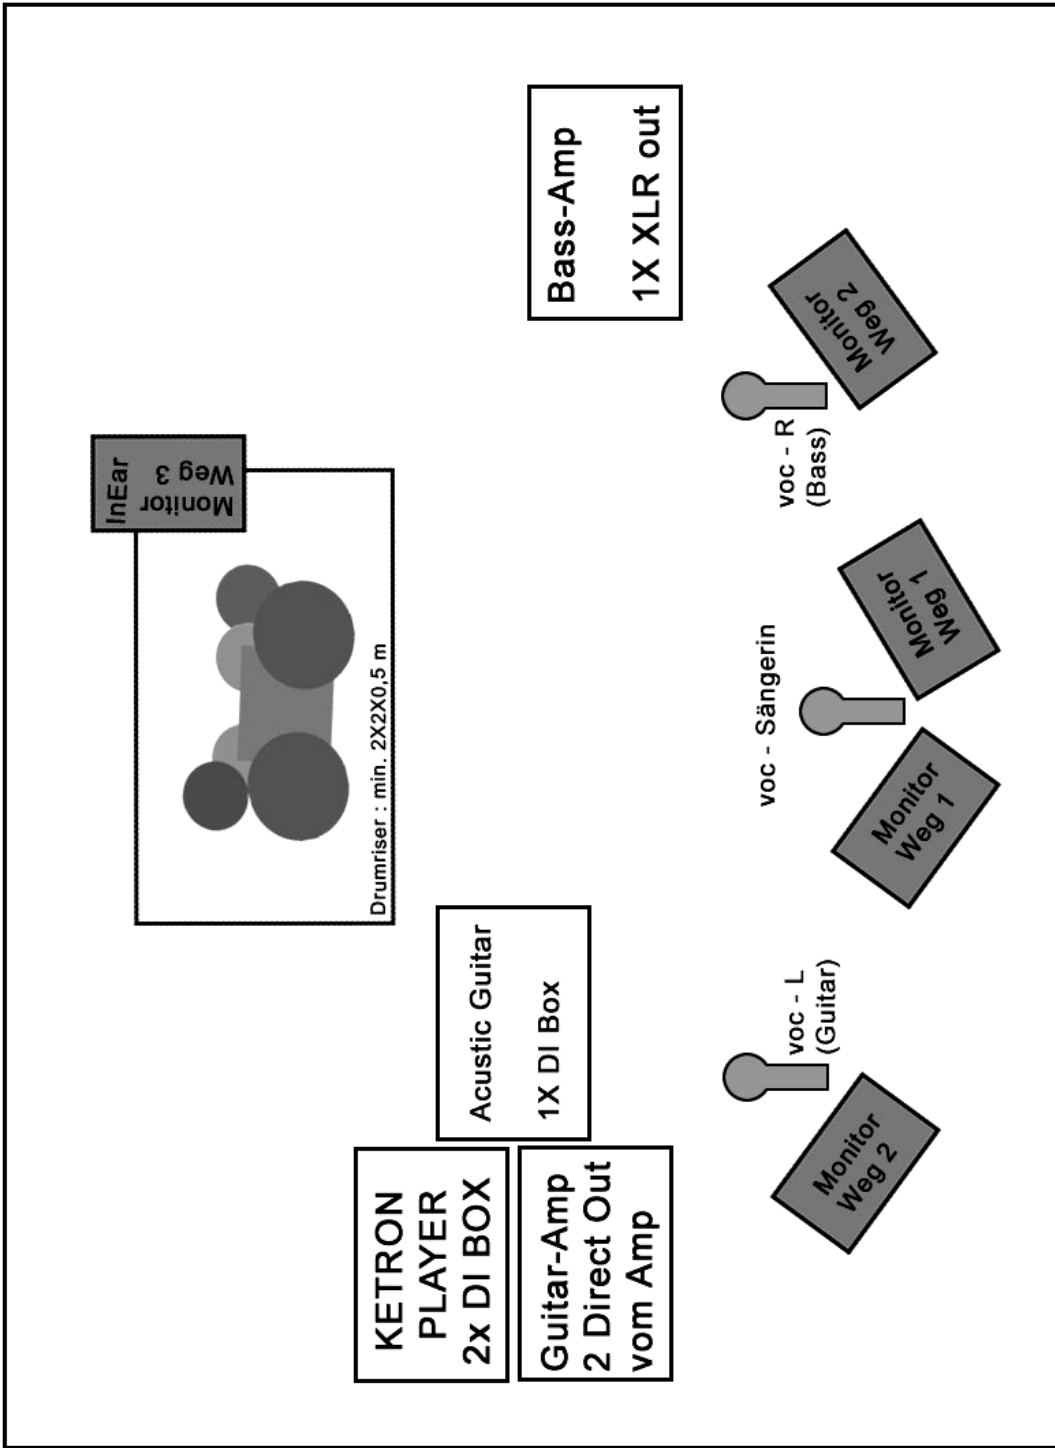 InEar
Monitor
Weg 3
Drumriser : min. 2X2X0,5 m
KETRON
PLAYER
2x DI BOX
Acustic Guitar
1X DI Box
Guitar-Amp
2 Direct Out
vom Amp
Bass-Amp
1X XLR out
voc - L
(Guitar)
voc - Sängerin
voc - R
(Bass)
Monitor
Weg 2
Monitor
Weg 1
Monitor
Weg 1
Monitor
Weg 2